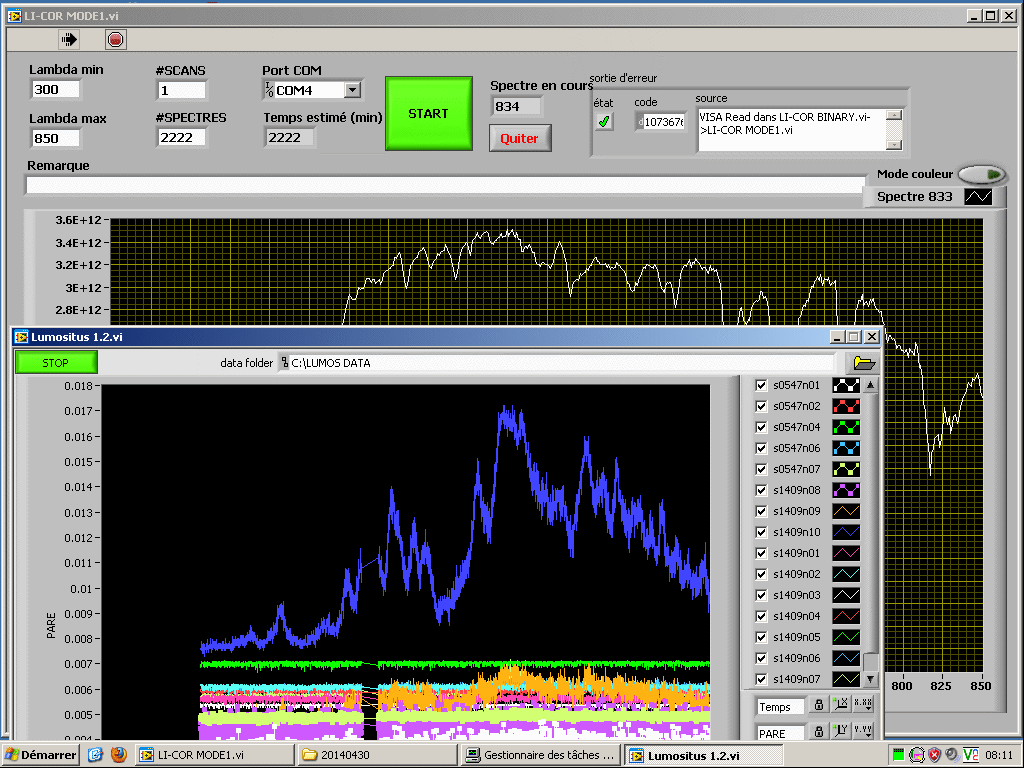 LI-COR MODE1.vi
Lambda min
300
Lambda max
850
#SCANS
1
#SPECTRES
2222
Port COM
COM4
Temps estimé (min)
2222
START
Spectre en cours
834
Quiter
sortie d'erreur
état
code
d 1073676
source
VISA Read dans LI-COR BINARY.vi-
>LI-COR MODE1.vi
Remarque
Mode couleur
Spectre 833
3.6E+12
3.4E+12
3.2E+12
3E+12
2.8E+12
800 825 850
Lumositus 1.2.vi
STOP
data folder
C:\LUMOS DATA
0.018
0.017
0.016
0.015
0.014
0.013
0.012
0.011
0.01
0.009
0.008
0.007
0.006
0.005
0.004
PARE
s0547n01
s0547n02
s0547n04
s0547n06
s0547n07
s1409n08
s1409n09
s1409n10
s1409n01
s1409n02
s1409n03
s1409n04
s1409n05
s1409n06
s1409n07
Temps
PARE
Démarrer
LI-COR MODE1.vi
20140430
Gestionnaire des tâches ...
Lumositus 1.2.vi
08:11